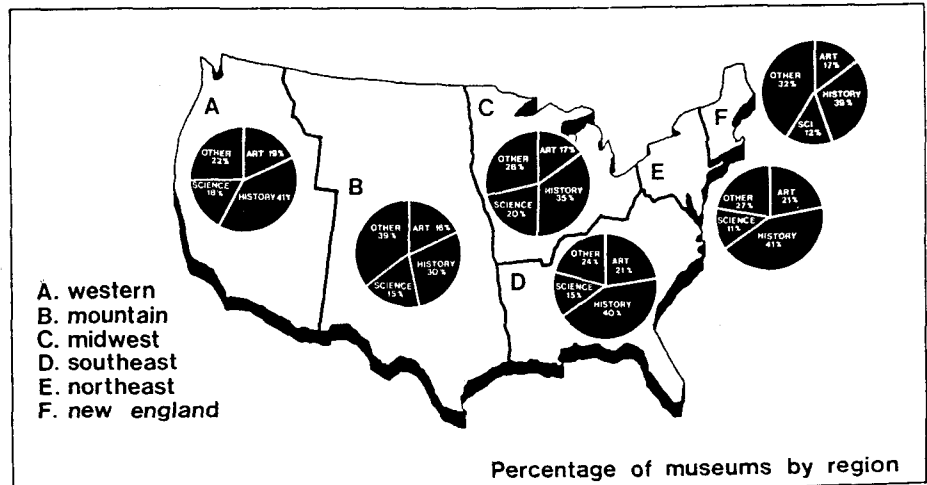 A
OTHER
22%
ART 19%
SCIENCE
18%
HISTORY 41%
B
OTHER
39%
ART 16%
HISTORY
30%
SCIENCE
15%
C
OTHER
28%
ART 17%
HISTORY
35%
SCIENCE
20%
D
OTHER
24%
ART
21%
SCIENCE
15%
HISTORY
40%
E
OTHER
27%
ART
21%
SCIENCE
11%
HISTORY
41%
F
OTHER
32%
ART
17%
HISTORY
39%
SCI.
12%
A. western
B. mountain
C. midwest
D. southeast
E. northeast
F. new england
Percentage of museums by region